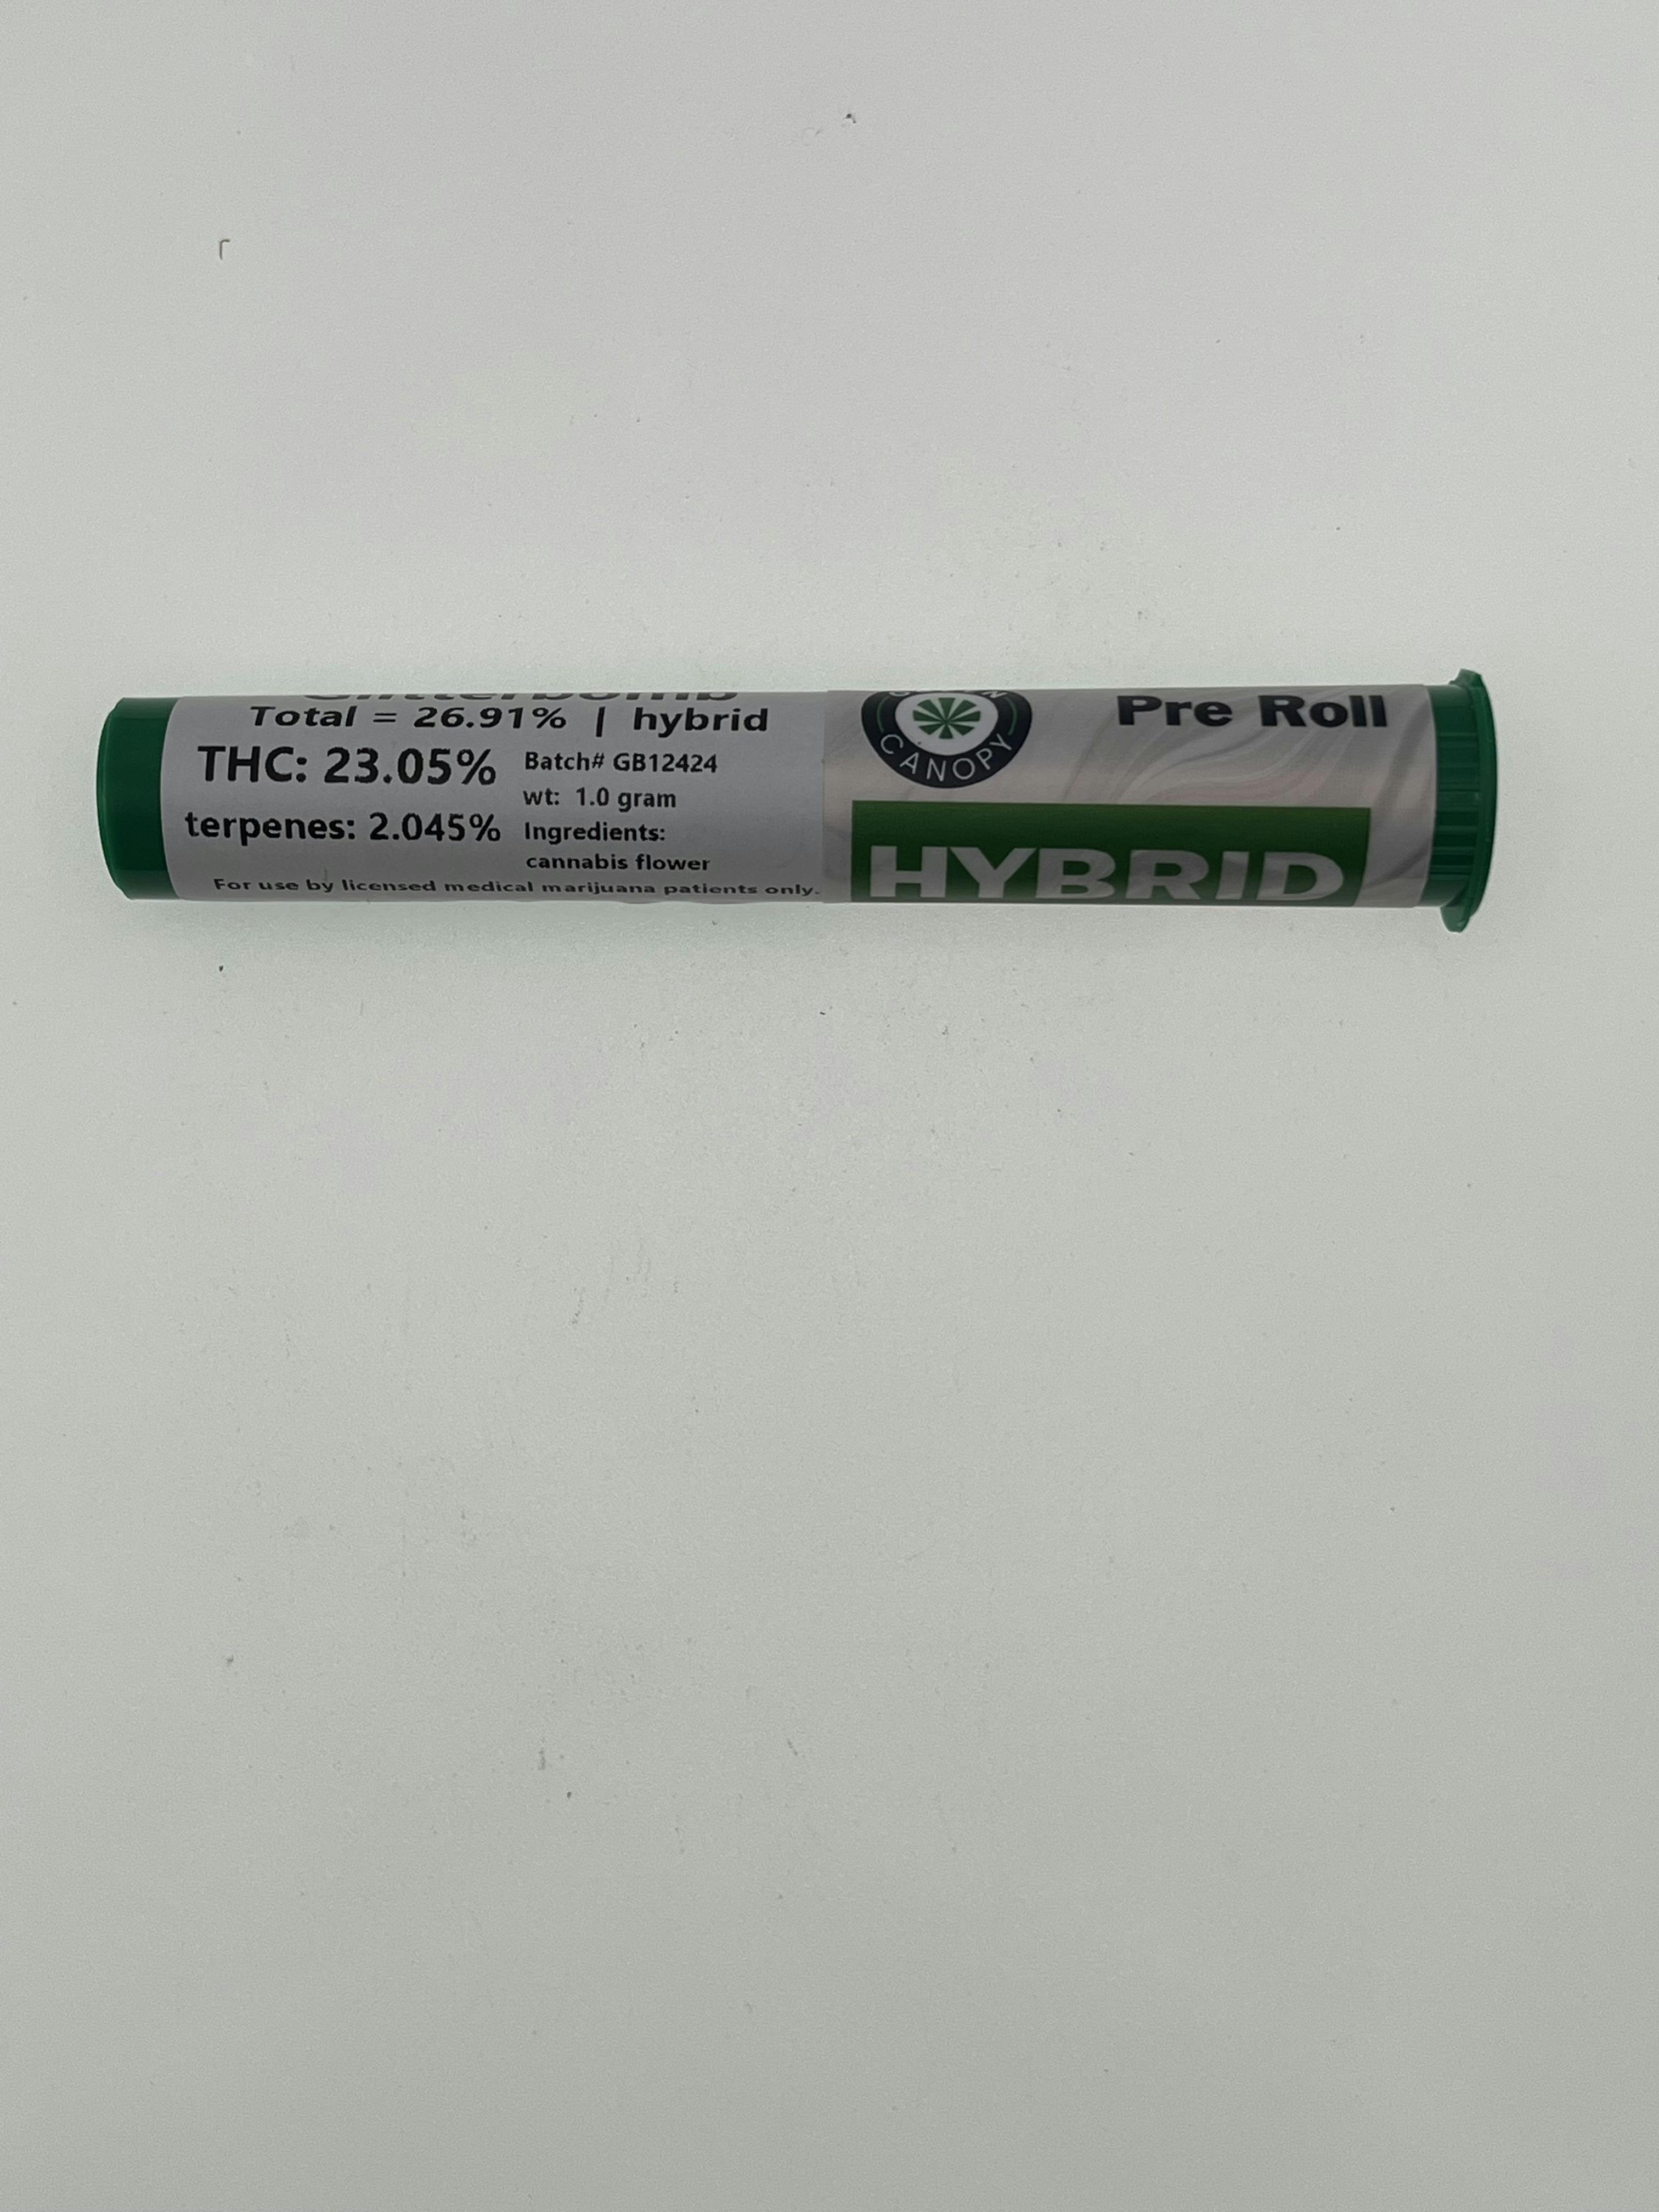 Glitterbomb
Total = 26.91% | hybrid
THC: 23.05%
terpenes: 2.045%
Batch# GB12424
wt: 1.0 gram
Ingredients:
cannabis flower
For use by licensed medical marijuana patients only.
CANOPY
Pre Roll
HYBRID